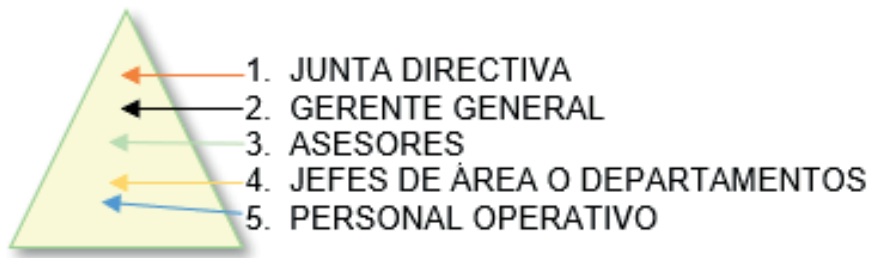 1. JUNTA DIRECTIVA
2. GERENTE GENERAL
3. ASESORES
4. JEFES DE ÁREA O DEPARTAMENTOS
5. PERSONAL OPERATIVO